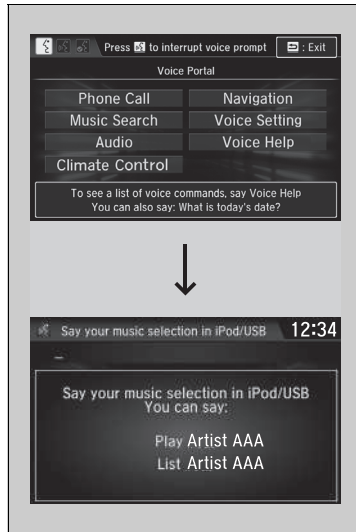 Press to interrupt voice prompt : Exit
Voice Portal
Phone Call Navigation
Music Search Voice Setting
Audio Voice Help
Climate Control
To see a list of voice commands, say Voice Help
You can also say: What is today's date?
Say your music selection in iPod/USB 12:34
Say your music selection in iPod/USB
You can say:
Play Artist AAA
List Artist AAA